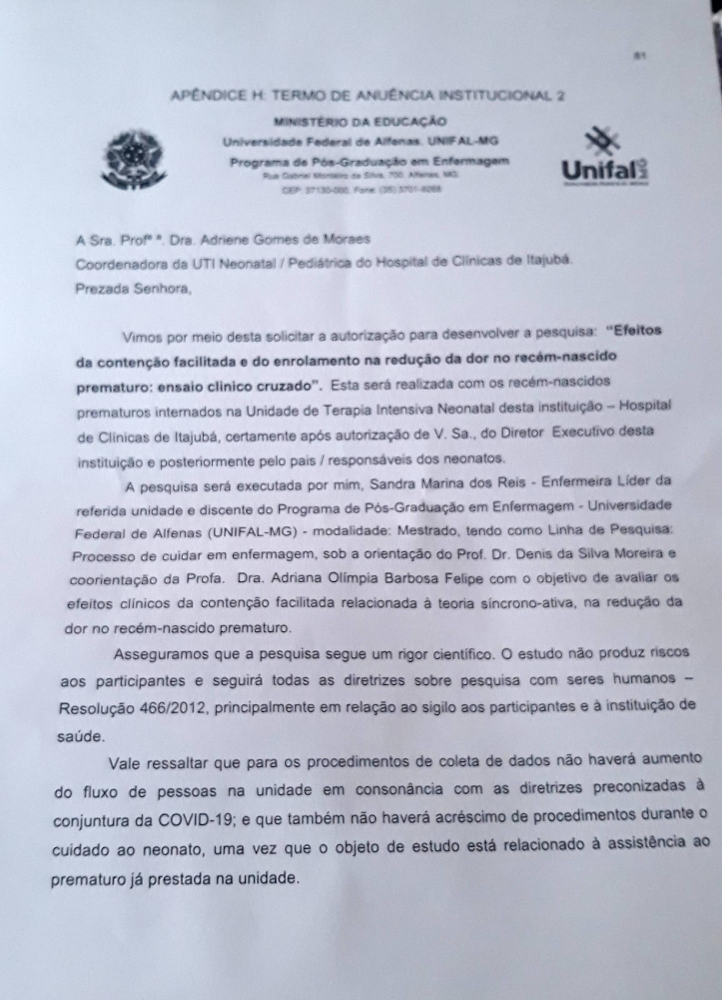 81
APÊNDICE H: TERMO DE ANUÊNCIA INSTITUCIONAL 2
MINISTÉRIO DA EDUCAÇÃO
Universidade Federal de Alfenas. UNIFAL-MG
Programa de Pós-Graduação em Enfermagem
Rua Gabriel Monteiro da Silva, 700. Alfenas, MG.
CEP: 37130-000. Fone: (35) 3701-
Unifal
A Sra. Profª ª. Dra. Adriene Gomes de Moraes
Coordenadora da UTI Neonatal / Pediátrica do Hospital de Clínicas de Itajubá.
Prezada Senhora,
Vimos por meio desta solicitar a autorização para desenvolver a pesquisa: "Efeitos
da contenção facilitada e do enrolamento na redução da dor no recém-nascido
prematuro: ensaio clinico cruzado". Esta será realizada com os recém-nascidos
prematuros internados na Unidade de Terapia Intensiva Neonatal desta instituição – Hospital
de Clínicas de Itajubá, certamente após autorização de V. Sa., do Diretor Executivo desta
instituição e posteriormente pelo pais / responsáveis dos neonatos.
A pesquisa será executada por mim, Sandra Marina dos Reis - Enfermeira Líder da
referida unidade e discente do Programa de Pós-Graduação em Enfermagem - Universidade
Federal de Alfenas (UNIFAL-MG) - modalidade: Mestrado, tendo como Linha de Pesquisa:
Processo de cuidar em enfermagem, sob a orientação do Prof. Dr. Denis da Silva Moreira e
coorientação da Profa. Dra. Adriana Olímpia Barbosa Felipe com o objetivo de avaliar os
efeitos clínicos da contenção facilitada relacionada à teoria síncrono-ativa, na redução da
dor no recém-nascido prematuro.
Asseguramos que a pesquisa segue um rigor científico. O estudo não produz riscos
aos participantes e seguirá todas as diretrizes sobre pesquisa com seres humanos –
Resolução 466/2012, principalmente em relação ao sigilo aos participantes e à instituição de
saúde.
Vale ressaltar que para os procedimentos de coleta de dados não haverá aumento
do fluxo de pessoas na unidade em consonância com as diretrizes preconizadas à
conjuntura da COVID-19; e que também não haverá acréscimo de procedimentos durante o
cuidado ao neonato, uma vez que o objeto de estudo está relacionado à assistência ao
prematuro já prestada na unidade.